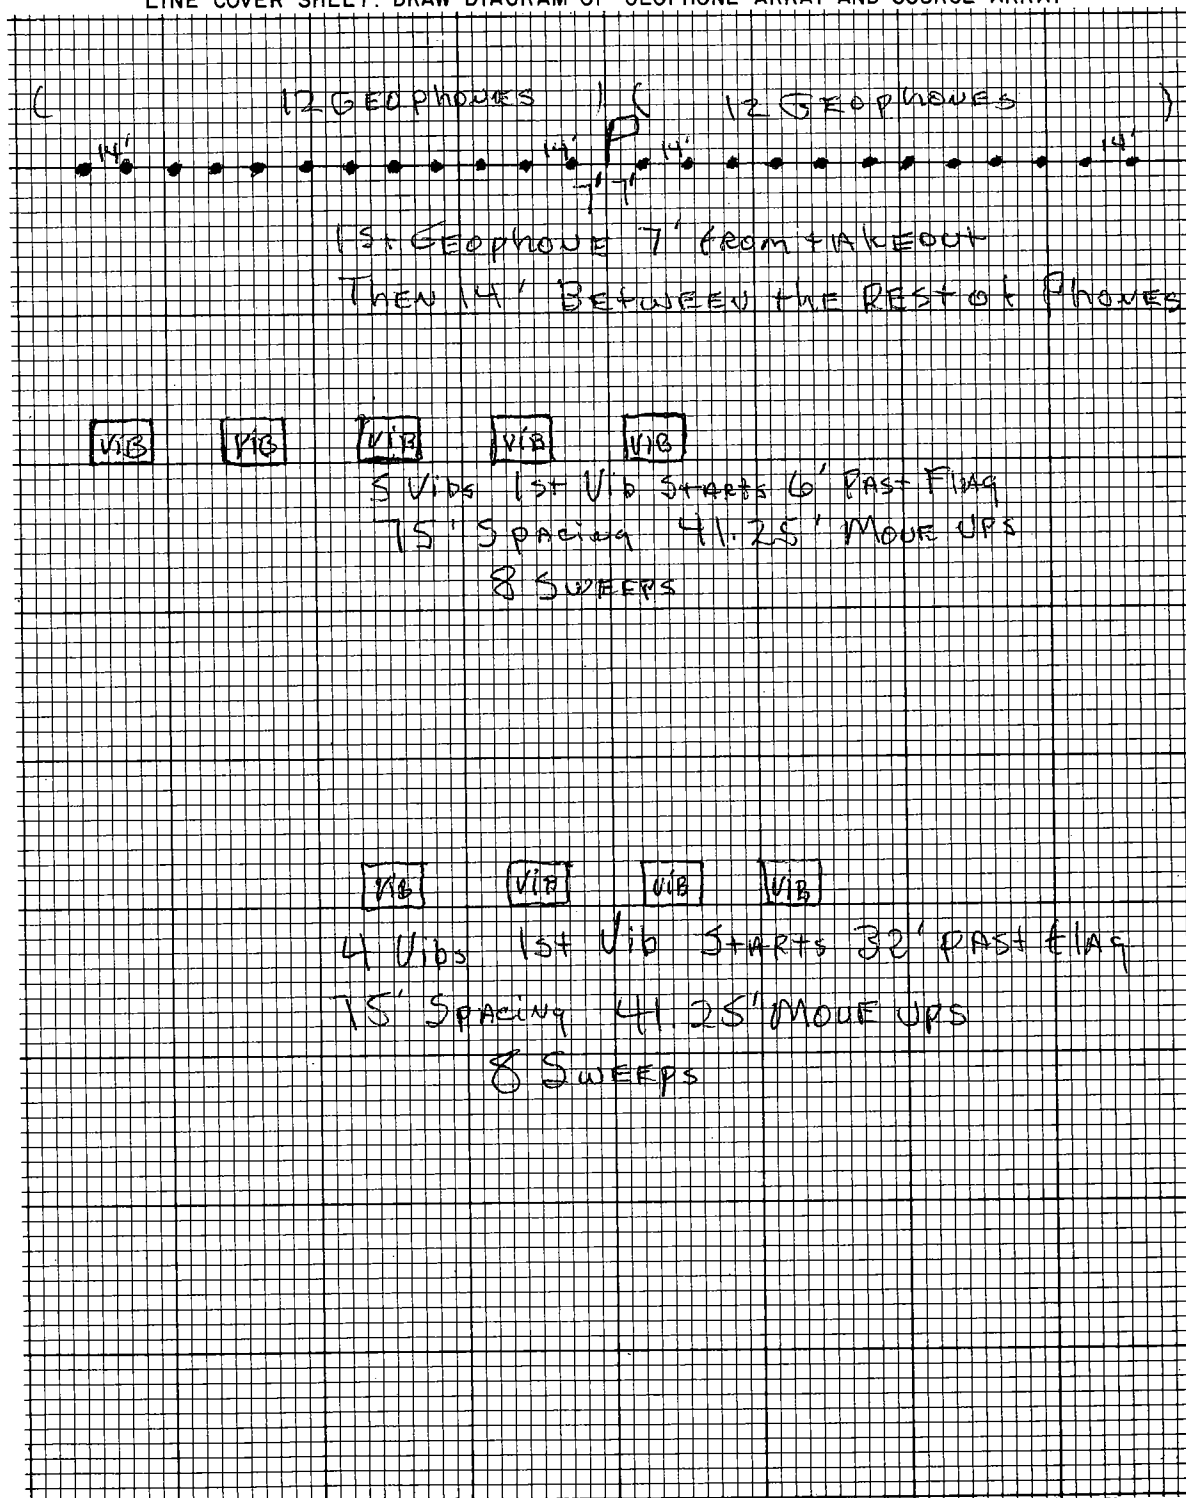 LINE COVER SHEET: DRAW DIAGRAM OF GEOPHONE ARRAY AND SOURCE ARRAY
( 12 GEOPHONES ) ( 12 GEOPHONES )
14' 14' 14' 14'
7' 7'
1St GEOPHONE 7' FROM tAKEOUT
THEN 14' BETWEEN the REST OF PHONES
ViB ViB ViB ViB ViB
5 Vibs 1st Vib StARts 6' PAST FlAg
75' SpAcing 41.25' MOVE UPS
8 SWEEPS
ViB ViB ViB ViB
4 Vibs 1st Vib StARts 32' PASt flAg
75' SpAciNg 41.25' MOVE UPS
8 SWEEPS